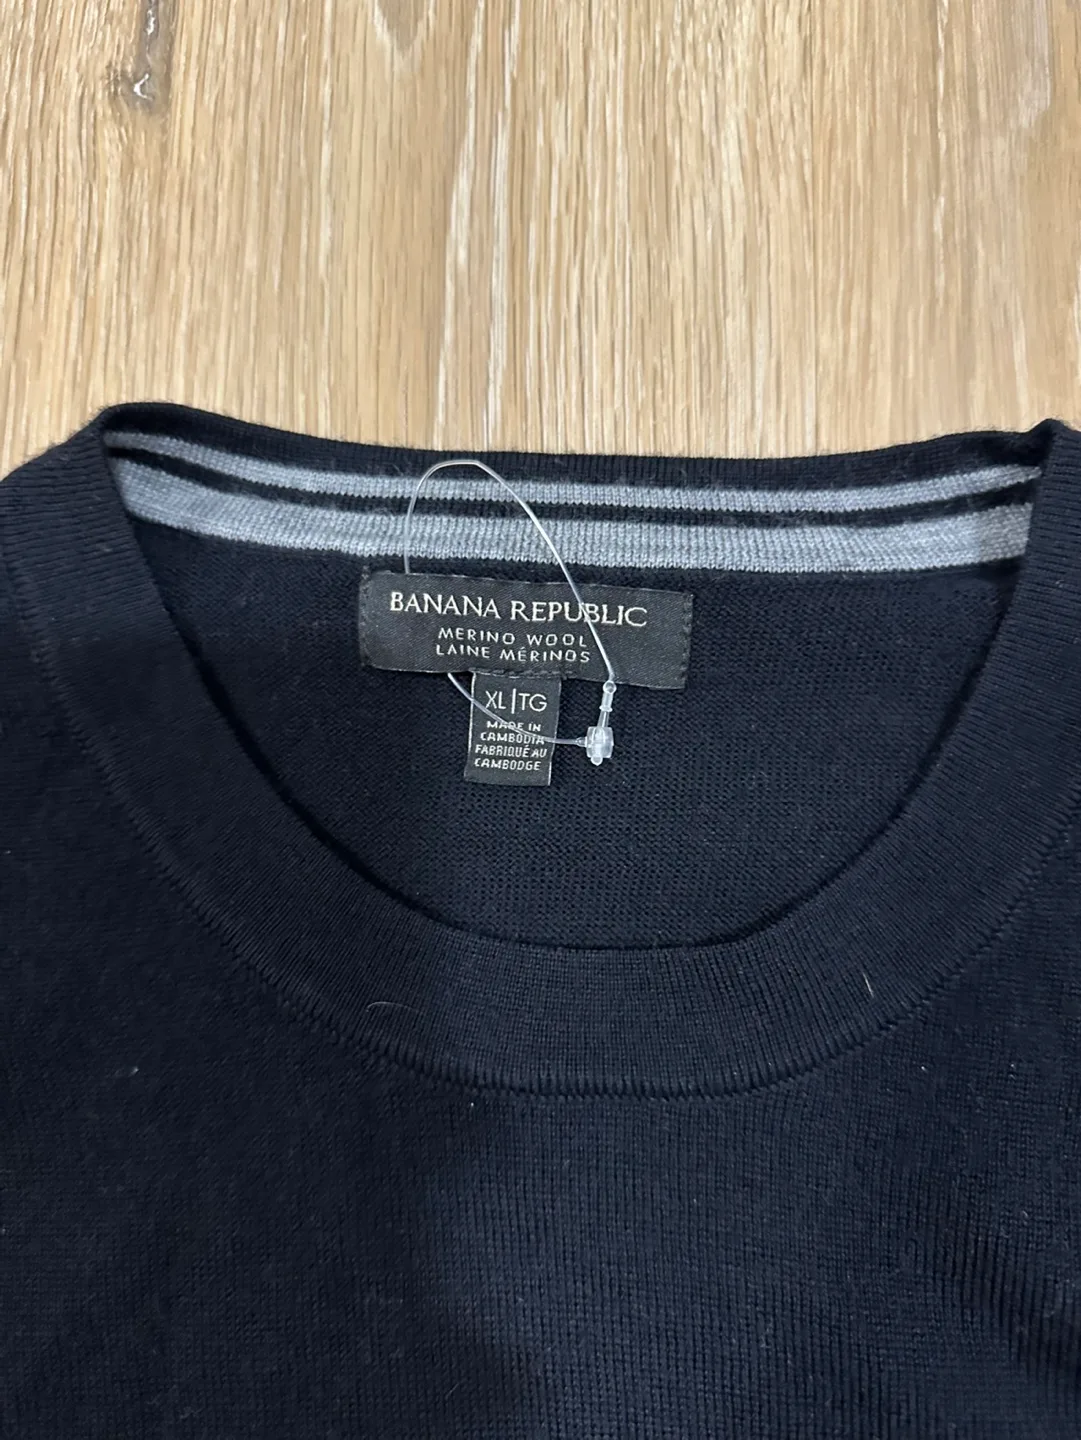 BANANA REPUBLIC
MERINO WOOL
LAINE MÉRINOS
XL|TG
MADE IN
CAMBODIA
FABRIQUÉ AU
CAMBODGE